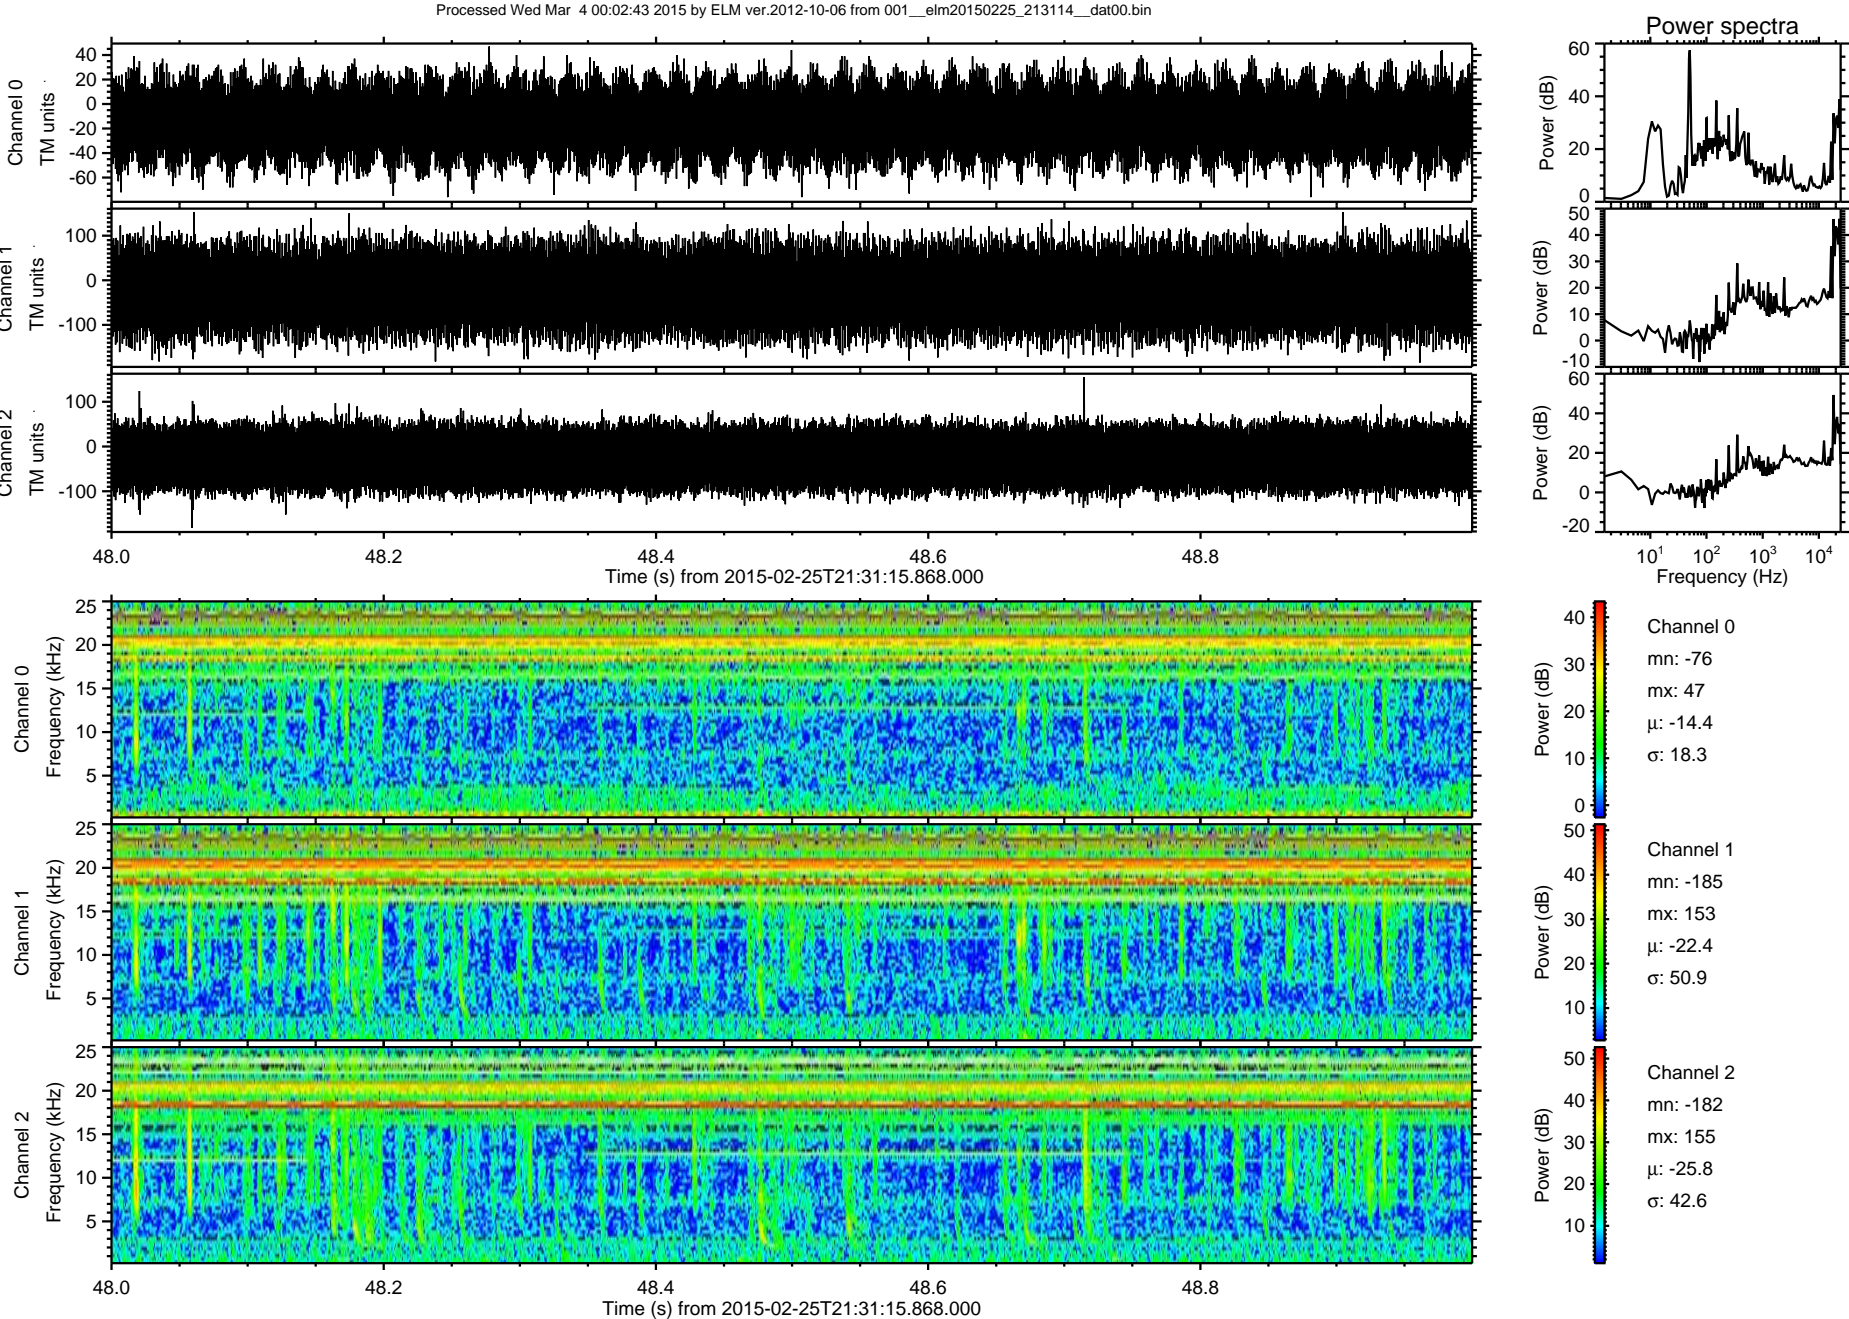 Processed Wed Mar  4 00:02:43 2015 by ELM ver.2012-10-06 from 001__elm20150225_213114__dat00.bin
Power spectra
Channel 0
TM units
40
20
0
-20
-40
-60
Power (dB)
60
40
20
0
Channel 1
TM units
100
0
-100
Power (dB)
50
40
30
20
10
0
-10
Channel 2
TM units
100
0
-100
Power (dB)
60
40
20
0
-20
48.0 48.2 48.4 48.6 48.8
Time (s) from 2015-02-25T21:31:15.868.000
10¹ 10² 10³ 10⁴
Frequency (Hz)
Channel 0
Frequency (kHz)
25
20
15
10
5
Power (dB)
40
30
20
10
0
Channel 0
mn: -76
mx: 47
μ: -14.4
σ: 18.3
Channel 1
Frequency (kHz)
25
20
15
10
5
Power (dB)
50
40
30
20
10
Channel 1
mn: -185
mx: 153
μ: -22.4
σ: 50.9
Channel 2
Frequency (kHz)
25
20
15
10
5
Power (dB)
50
40
30
20
10
Channel 2
mn: -182
mx: 155
μ: -25.8
σ: 42.6
48.0 48.2 48.4 48.6 48.8
Time (s) from 2015-02-25T21:31:15.868.000